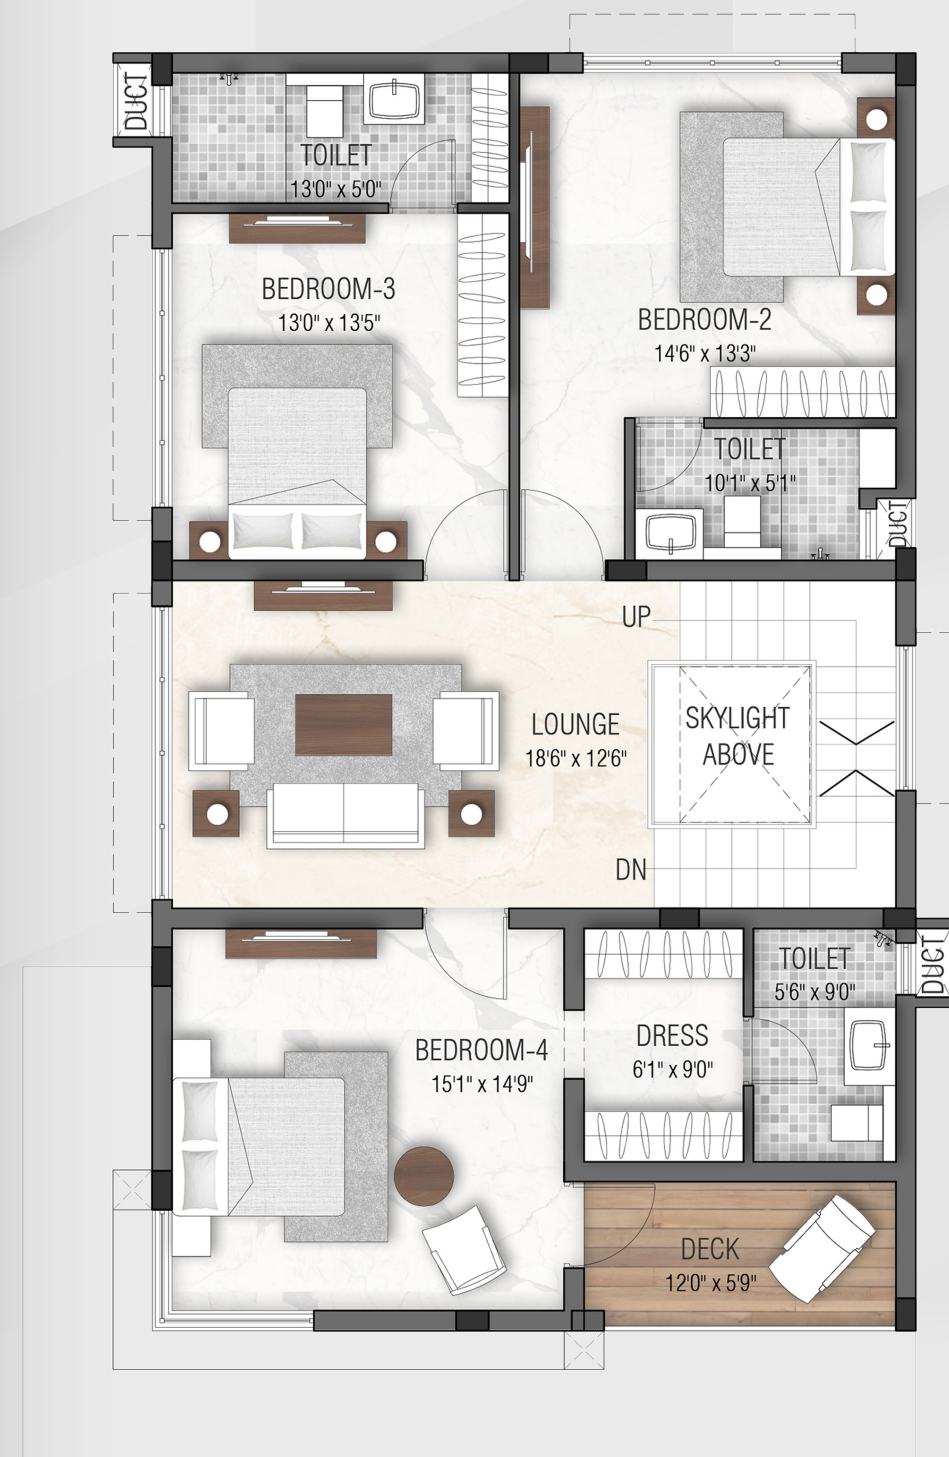 DUCT
TOILET
13'0" x 5'0"
BEDROOM-3
13'0" x 13'5"
BEDROOM-2
14'6" x 13'3"
TOILET
10'1" x 5'1"
DUCT
UP
LOUNGE
18'6" x 12'6"
SKYLIGHT
ABOVE
DN
TOILET
5'6" x 9'0"
DUCT
DRESS
6'1" x 9'0"
BEDROOM-4
15'1" x 14'9"
DECK
12'0" x 5'9"